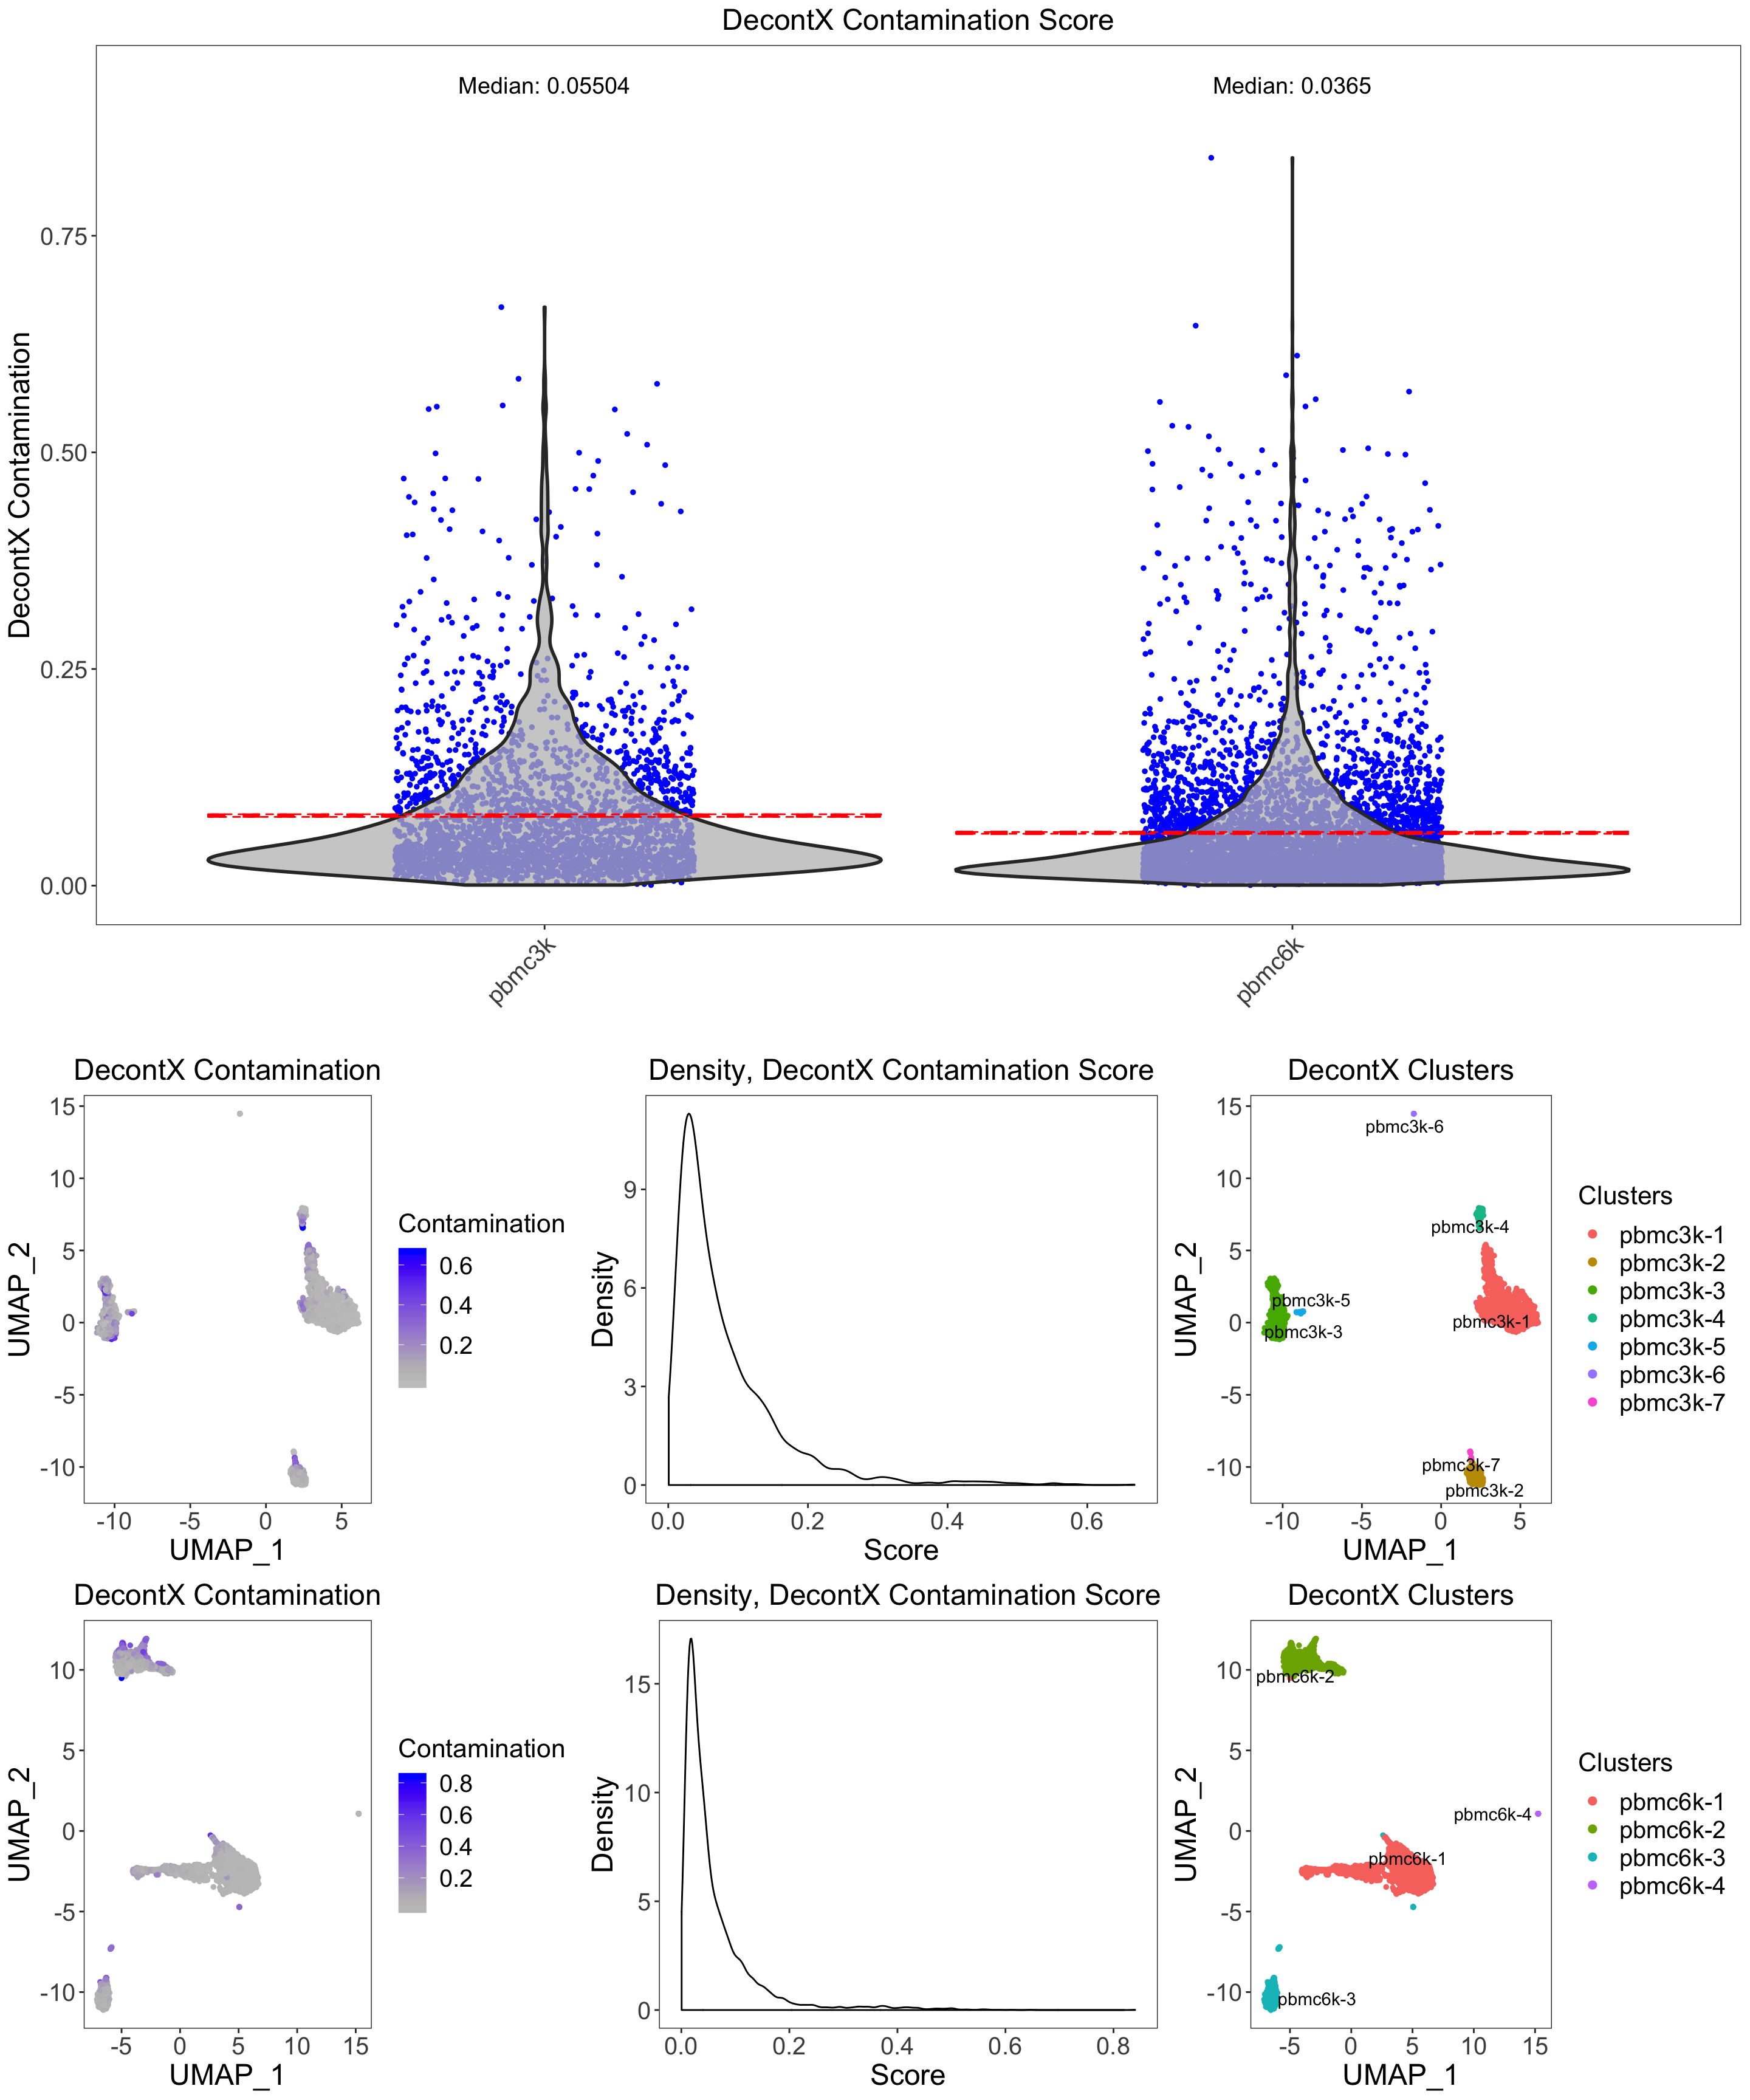 DecontX Contamination Score
Median: 0.05504
Median: 0.0365
DecontX Contamination
0.75
0.50
0.25
0.00
pbmc3k
pbmc6k
DecontX Contamination
UMAP_2
15
10
5
0
-5
-10
-10
-5
0
5
UMAP_1
Contamination
0.6
0.4
0.2
Density, DecontX Contamination Score
Density
9
6
3
0
0.0
0.2
0.4
0.6
Score
DecontX Clusters
UMAP_2
15
10
5
0
-5
-10
pbmc3k-6
pbmc3k-4
pbmc3k-5
pbmc3k-3
pbmc3k-1
pbmc3k-7
pbmc3k-2
-10
-5
0
5
UMAP_1
Clusters
pbmc3k-1
pbmc3k-2
pbmc3k-3
pbmc3k-4
pbmc3k-5
pbmc3k-6
pbmc3k-7
DecontX Contamination
UMAP_2
10
5
0
-5
-10
-5
0
5
10
15
UMAP_1
Contamination
0.8
0.6
0.4
0.2
Density, DecontX Contamination Score
Density
15
10
5
0
0.0
0.2
0.4
0.6
0.8
Score
DecontX Clusters
UMAP_2
10
5
0
-5
-10
pbmc6k-2
pbmc6k-4
pbmc6k-1
pbmc6k-3
-5
0
5
10
15
UMAP_1
Clusters
pbmc6k-1
pbmc6k-2
pbmc6k-3
pbmc6k-4